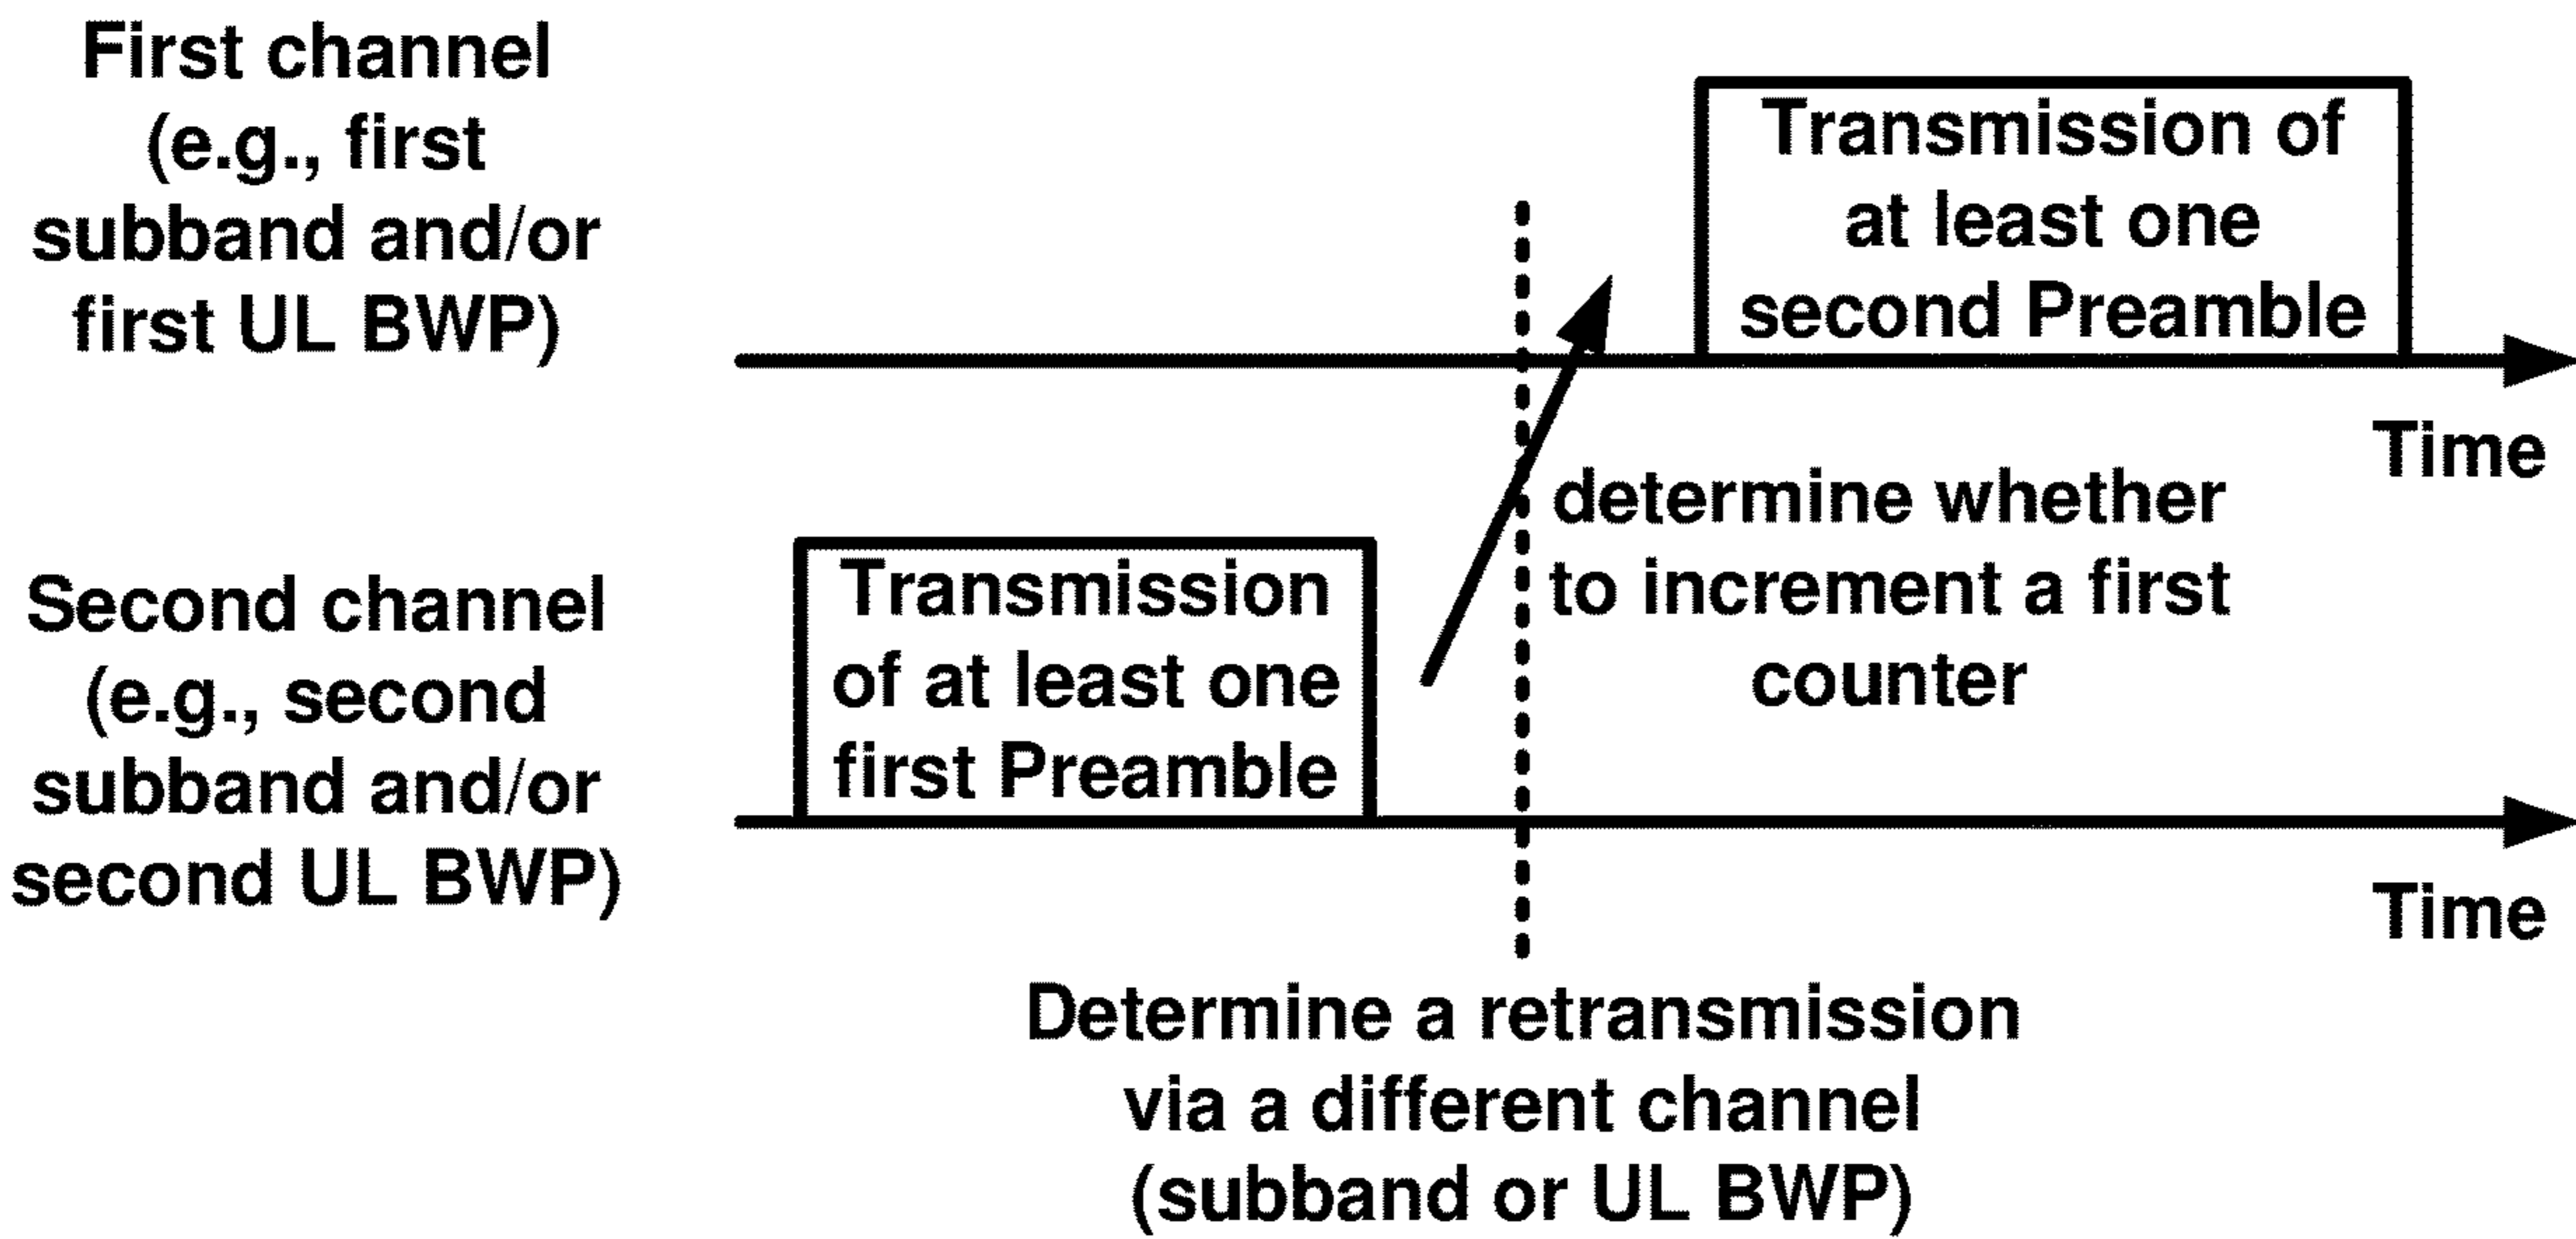 First channel
(e.g., first
subband and/or
first UL BWP)
Transmission of
at least one
second Preamble
Time
determine whether
to increment a first
counter
Second channel
(e.g., second
subband and/or
second UL BWP)
Transmission
of at least one
first Preamble
Time
Determine a retransmission
via a different channel
(subband or UL BWP)